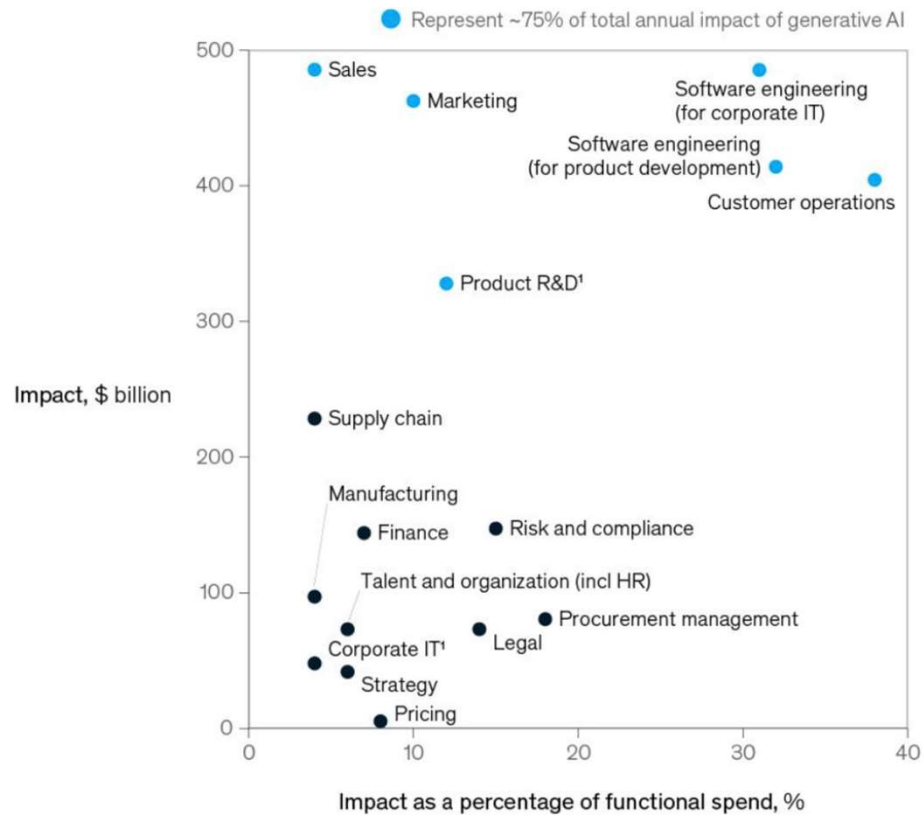 Represent ~75% of total annual impact of generative AI
500
Sales
Marketing
Software engineering
(for corporate IT)
Software engineering
(for product development)
400
Customer operations
Product R&D¹
300
Impact, $ billion
Supply chain
200
Manufacturing
Finance
Risk and compliance
Talent and organization (incl HR)
100
Procurement management
Corporate IT¹
Legal
Strategy
Pricing
0
0 10 20 30 40
Impact as a percentage of functional spend, %